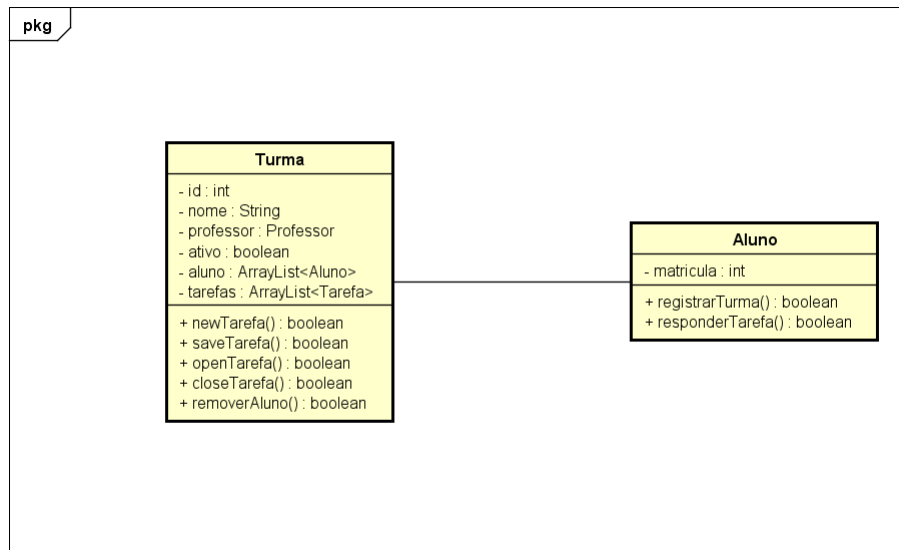 pkg
Turma
- id : int
- nome : String
- professor : Professor
- ativo : boolean
- aluno : ArrayList<Aluno>
- tarefas : ArrayList<Tarefa>
+ newTarefa() : boolean
+ saveTarefa() : boolean
+ openTarefa() : boolean
+ closeTarefa() : boolean
+ removerAluno() : boolean
Aluno
- matricula : int
+ registrarTurma() : boolean
+ responderTarefa() : boolean